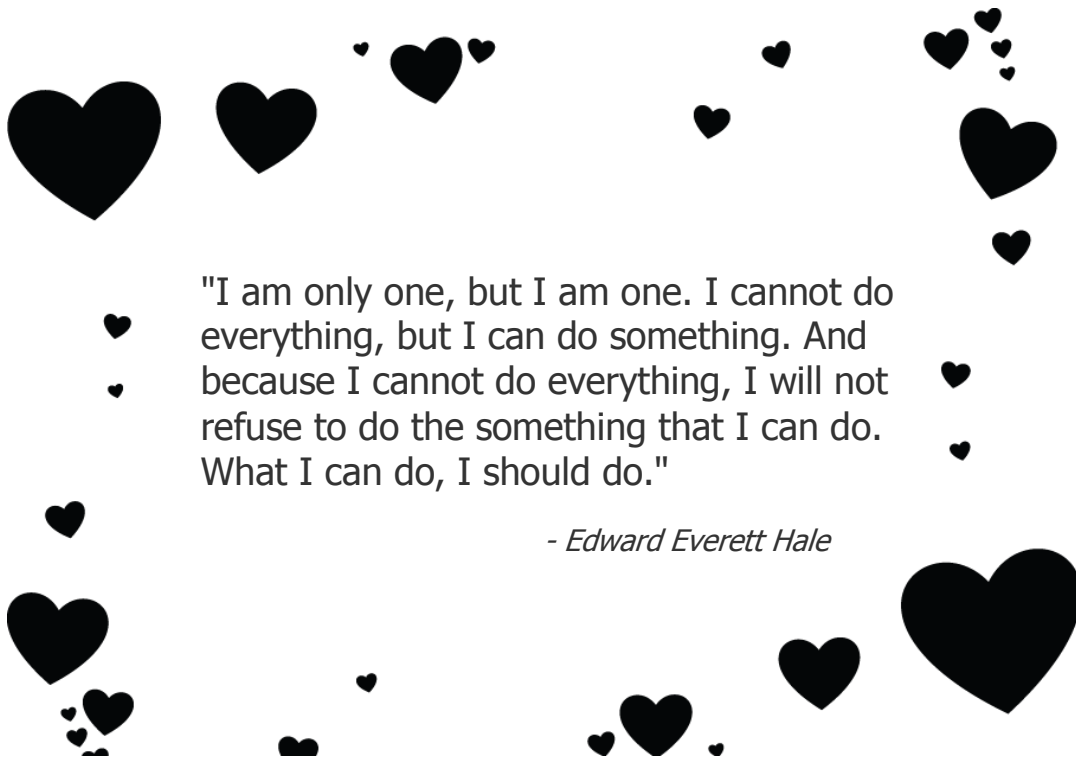 "I am only one, but I am one. I cannot do
everything, but I can do something. And
because I cannot do everything, I will not
refuse to do the something that I can do.
What I can do, I should do."
- Edward Everett Hale